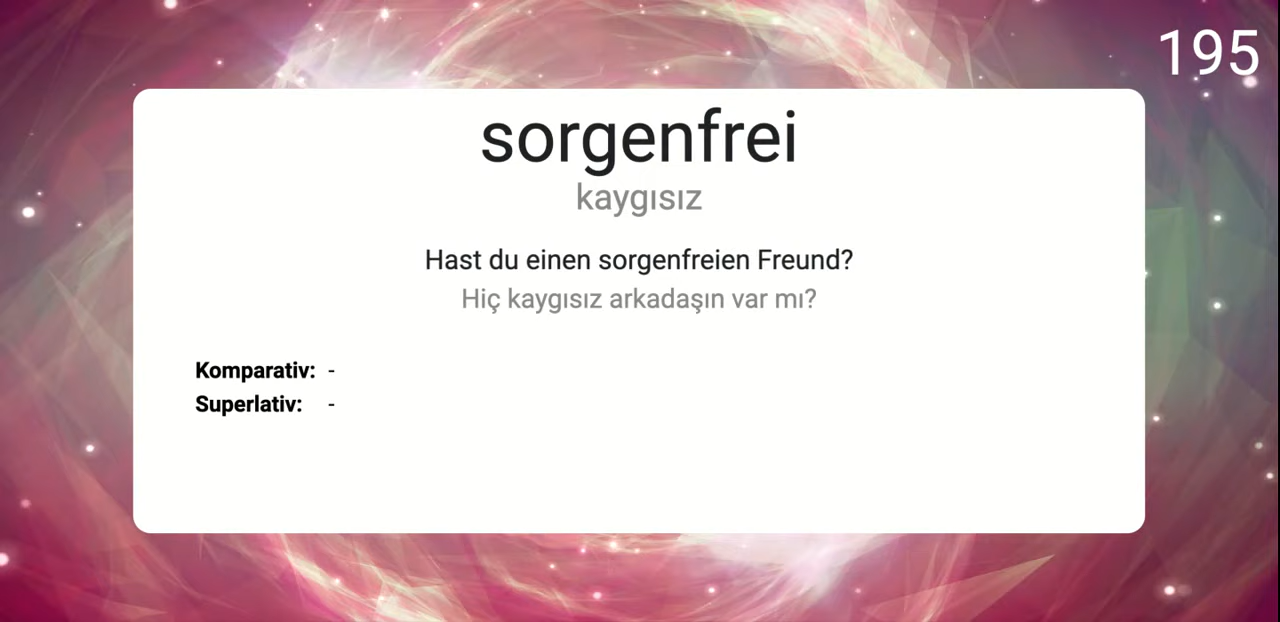 195
sorgenfrei
kaygısız
Hast du einen sorgenfreien Freund?
Hiç kaygısız arkadaşın var mı?
Komparativ: -
Superlativ: -